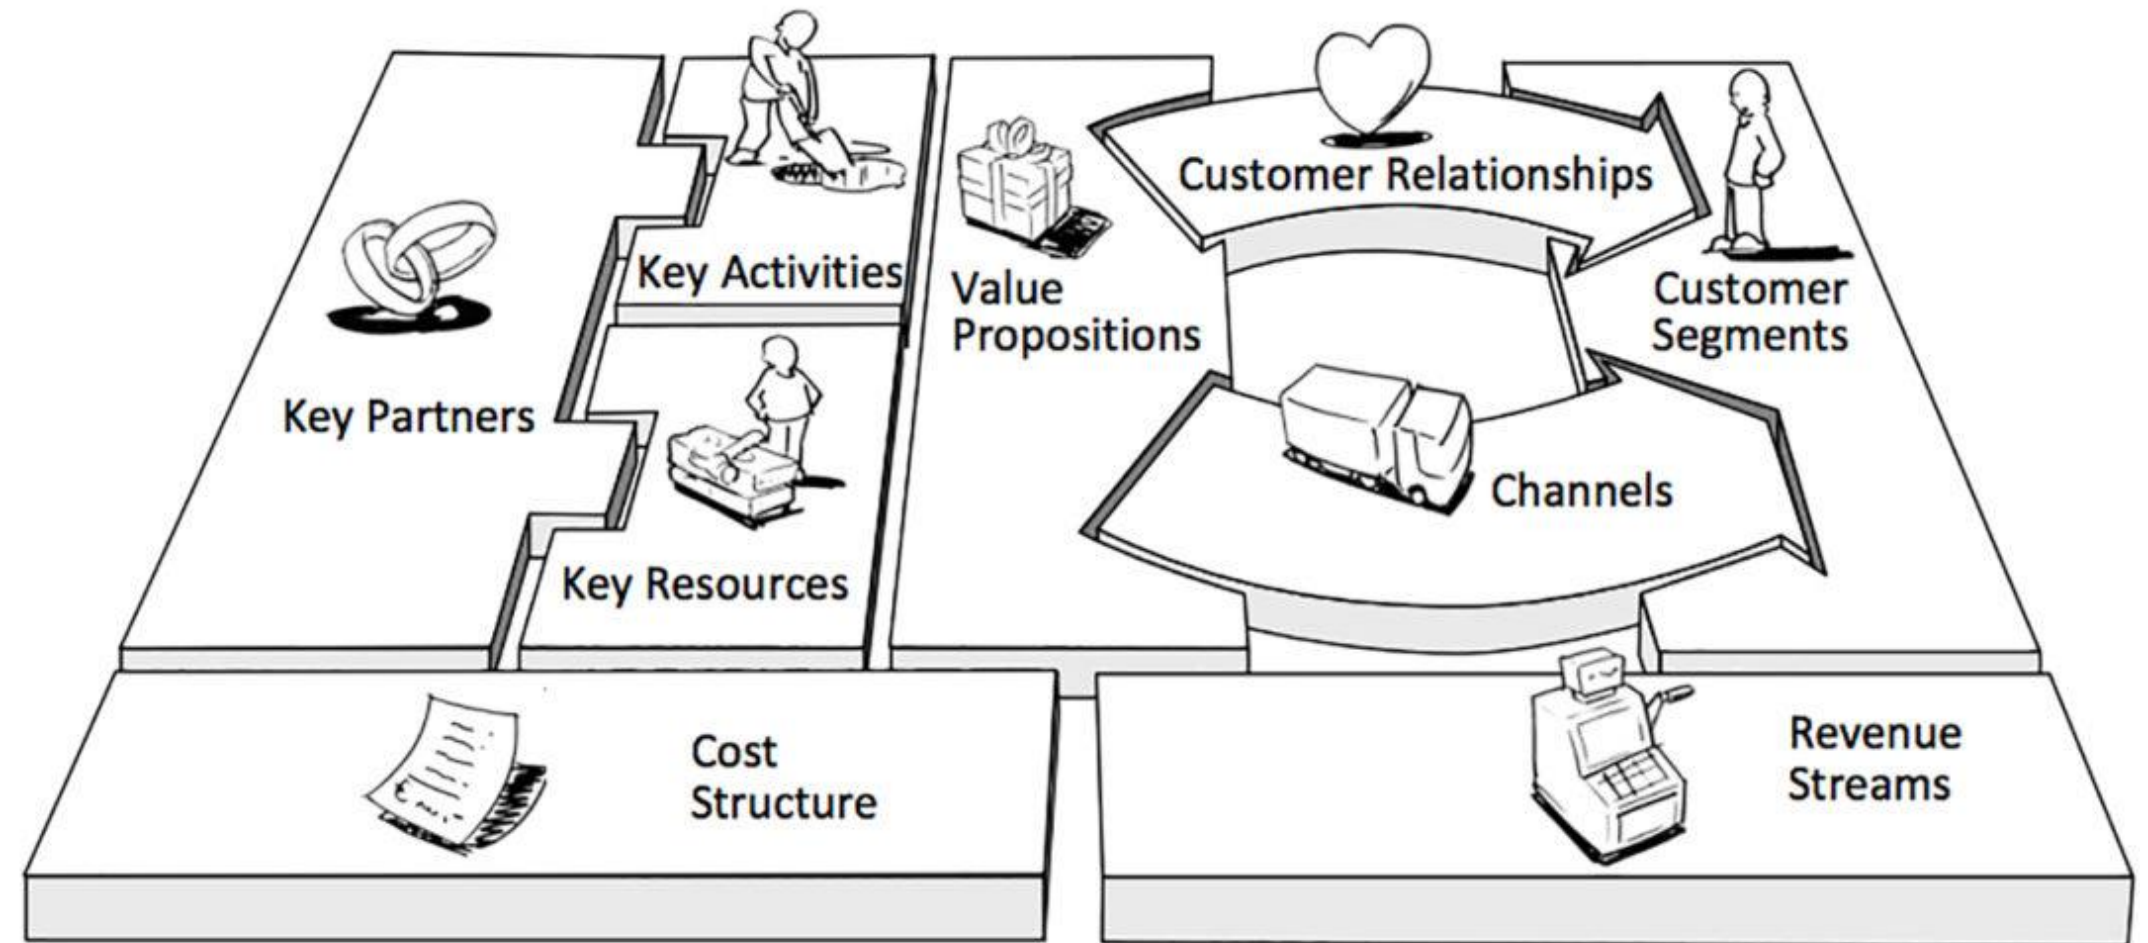 Key Partners
Key Activities
Key Resources
Value
Propositions
Customer Relationships
Channels
Customer
Segments
Cost
Structure
Revenue
Streams